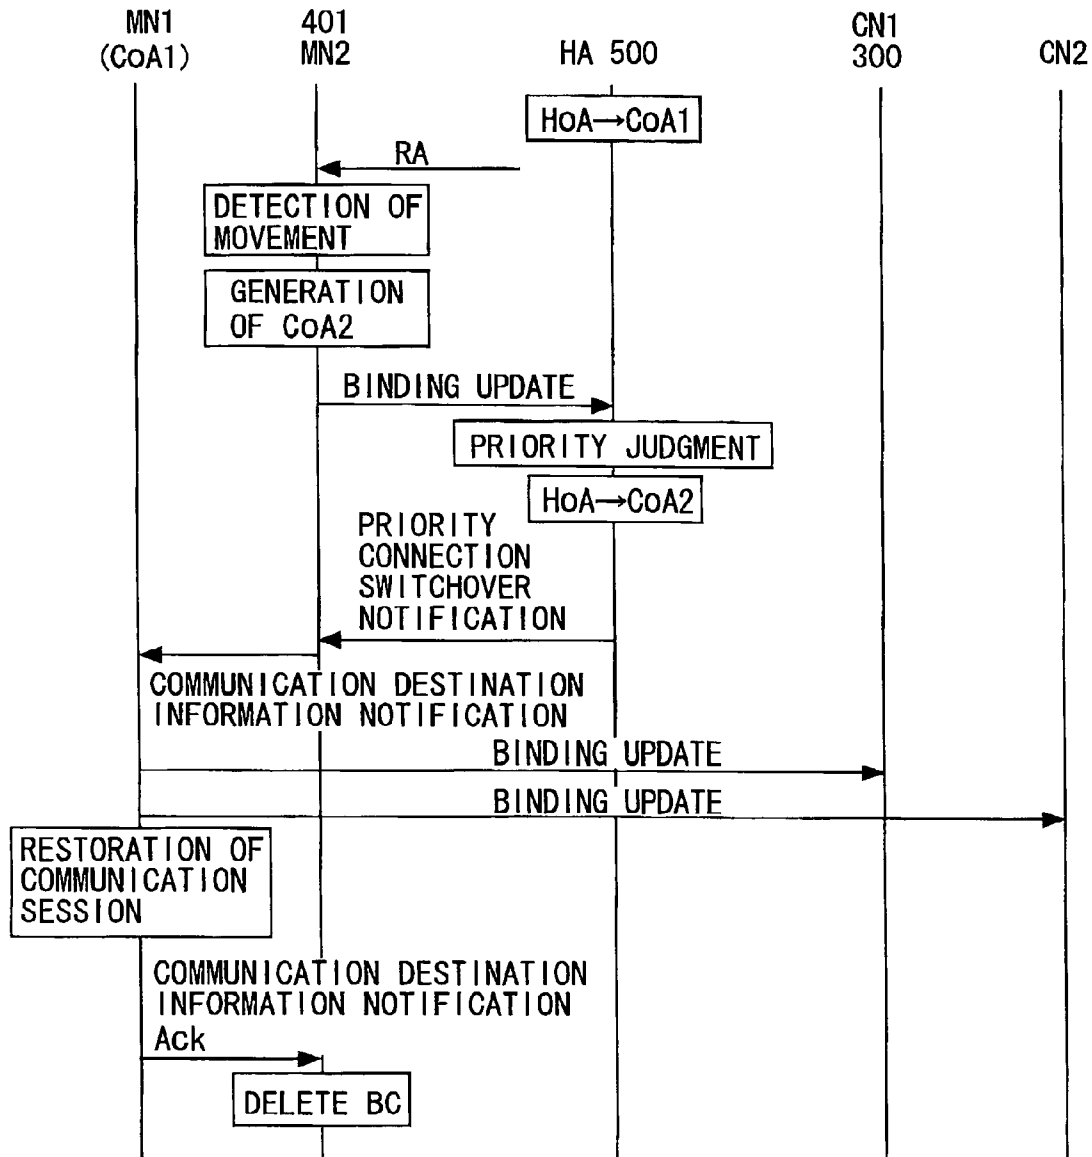 MN1
(CoA1)
401
MN2
HA 500
CN1
300
CN2
HoA→CoA1
RA
DETECTION OF
MOVEMENT
GENERATION
OF CoA2
BINDING UPDATE
PRIORITY JUDGMENT
HoA→CoA2
PRIORITY
CONNECTION
SWITCHOVER
NOTIFICATION
COMMUNICATION DESTINATION
INFORMATION NOTIFICATION
BINDING UPDATE
BINDING UPDATE
RESTORATION OF
COMMUNICATION
SESSION
COMMUNICATION DESTINATION
INFORMATION NOTIFICATION
Ack
DELETE BC